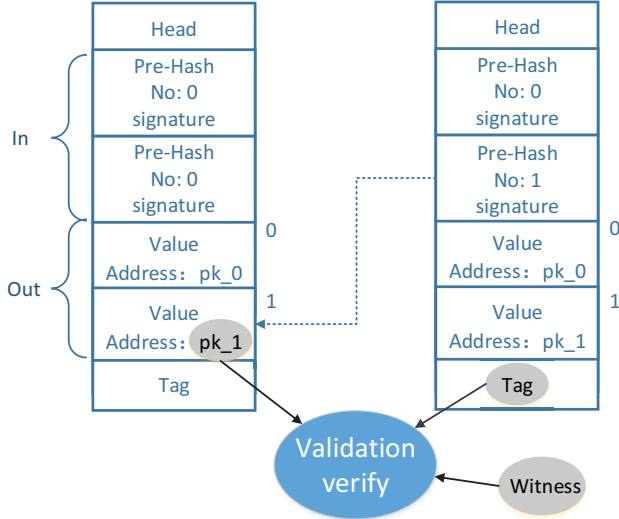 Head
Pre-Hash
No: 0
signature
Pre-Hash
No: 0
signature
In
0
Value
Address：pk_0
Out
1
Value
Address：pk_1
Tag
Head
Pre-Hash
No: 0
signature
Pre-Hash
No: 1
signature
0
Value
Address：pk_0
1
Value
Address：pk_1
Tag
Validation
verify
Witness